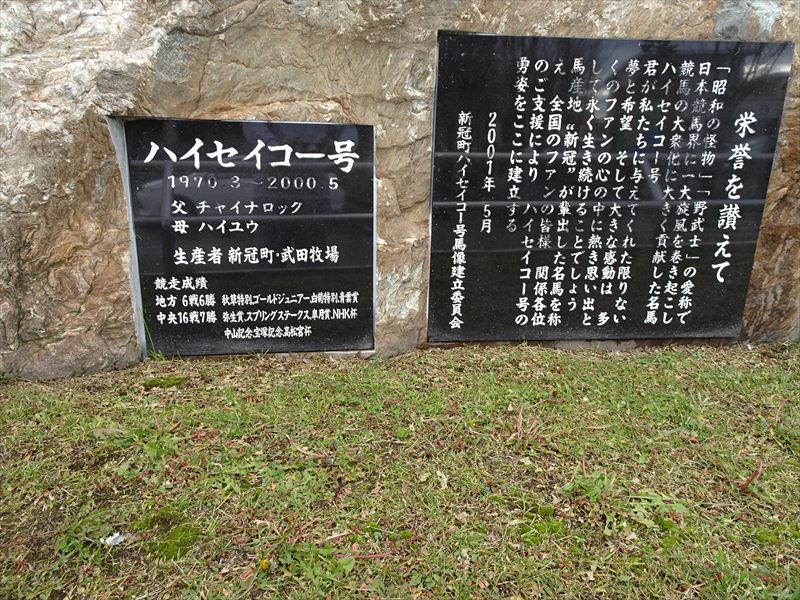 ハイセイコー号
1970.3〜2000.5
父 チャイナロック
母 ハイユウ
生産者 新冠町・武田牧場
競走成績
地方 6戦6勝 秋草特別、ゴールドジュニアー、白菊特別、青雲賞
中央16戦7勝 弥生賞、スプリングステークス、皐月賞、NHK杯
中山記念、宝塚記念、高松宮杯
栄誉を讃えて
「昭和の怪物」「野武士」の愛称で
日本競馬界に一大旋風を巻き起こし
競馬の大衆化に大きく貢献した名馬
ハイセイコー号
君が私たちに与えてくれた限りない
夢と希望 そして大きな感動は 多
くのファンの心の中に熱き思い出と
して永く生き続けることでしょう
馬産地“新冠”が輩出した名馬を称
え 全国のファンの皆様 関係各位
のご支援により ハイセイコー号の
勇姿をここに建立する
2001年 5月
新冠町ハイセイコー号馬像建立委員会